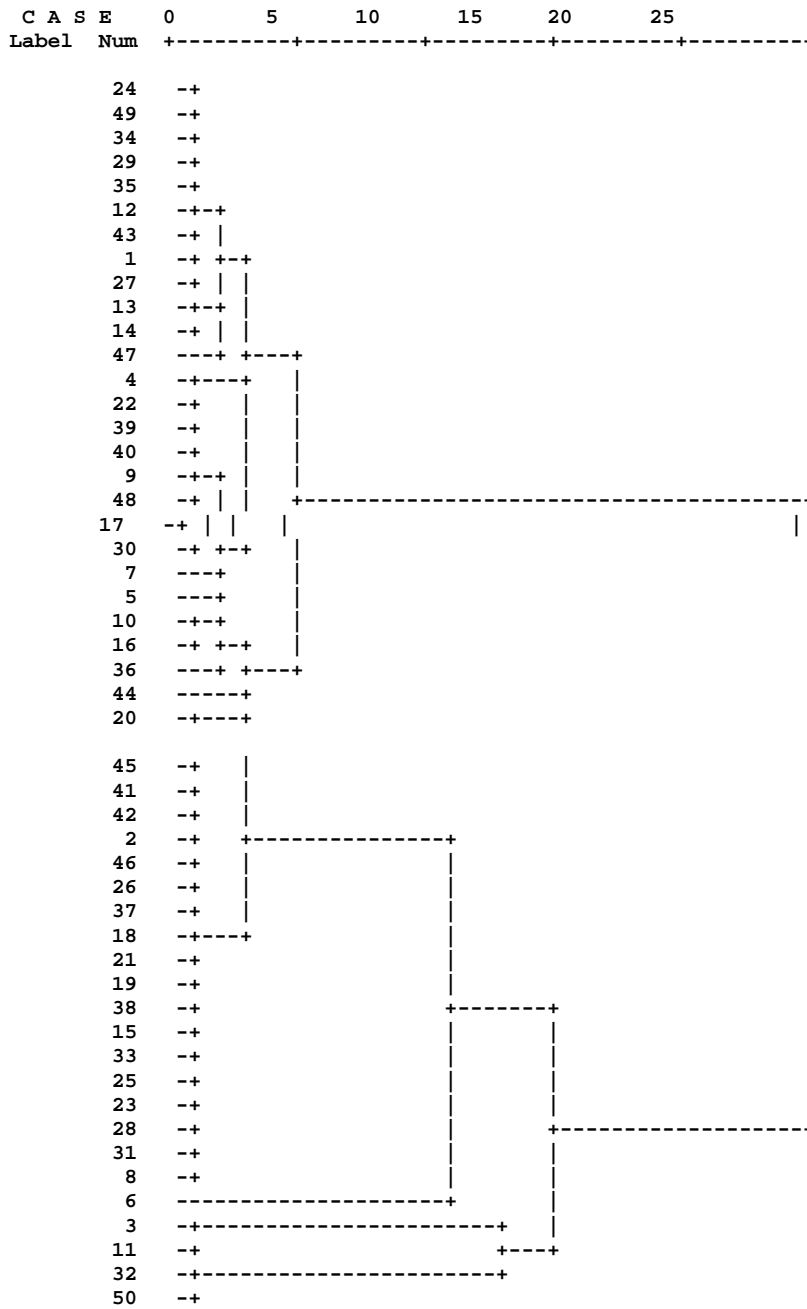 C A S E      0         5         10        15        20        25
Label  Num   +---------+---------+---------+---------+---------
24   -+
49   -+
34   -+
29   -+
35   -+
12   -+-+
43   -+ |
1   -+ +-+
27   -+ | |
13   -+-+ |
14   -+ | |
47   ---+ +---+
4   -+---+   |
22   -+   |   |
39   -+   |   |
40   -+   |   |
9   -+-+ |   |
48   -+ | |   +---------------------------------------
17   -+ | |   |                                       |
30   -+ +-+   |
7   ---+     |
5   ---+     |
10   -+-+     |
16   -+ +-+   |
36   ---+ +---+
44   -----+
20   -+---+
45   -+   |
41   -+   |
42   -+   |
2   -+   +---------------+
46   -+   |               |
26   -+   |               |
37   -+   |               |
18   -+---+               |
21   -+                   |
19   -+                   |
38   -+                   +-------+
15   -+                   |       |
33   -+                   |       |
25   -+                   |       |
23   -+                   |       |
28   -+                   |       +-------------------
31   -+                   |       |
8   -+                   |       |
6   ---------------------+       |
3   -+-----------------------+   |
11   -+                       +---+
32   -+-----------------------+
50   -+